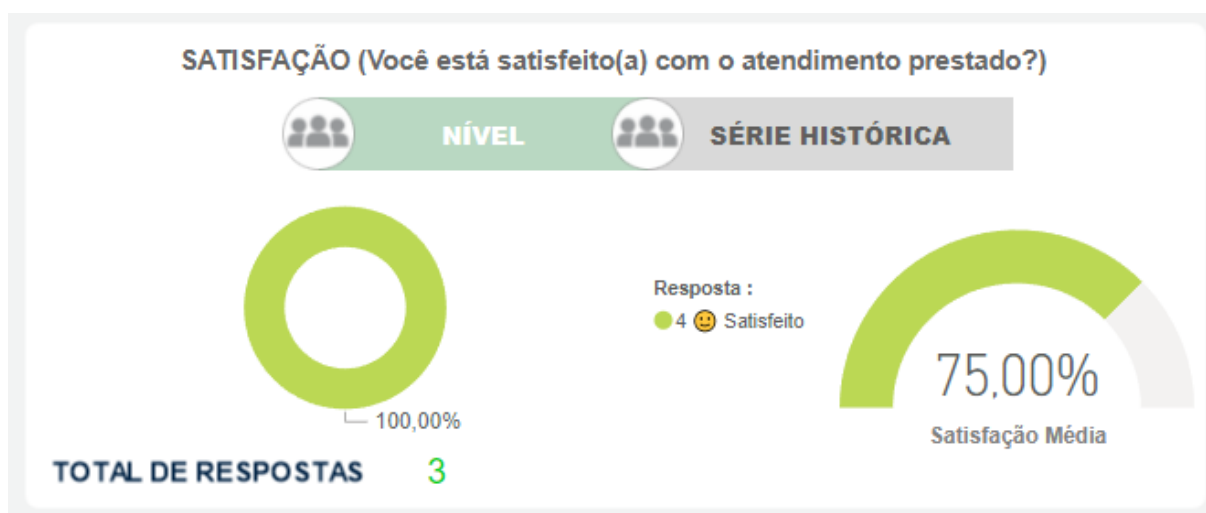 SATISFAÇÃO (Você está satisfeito(a) com o atendimento prestado?)
NÍVEL
SÉRIE HISTÓRICA
100,00%
Resposta :
4 🙂 Satisfeito
75,00%
Satisfação Média
TOTAL DE RESPOSTAS 3